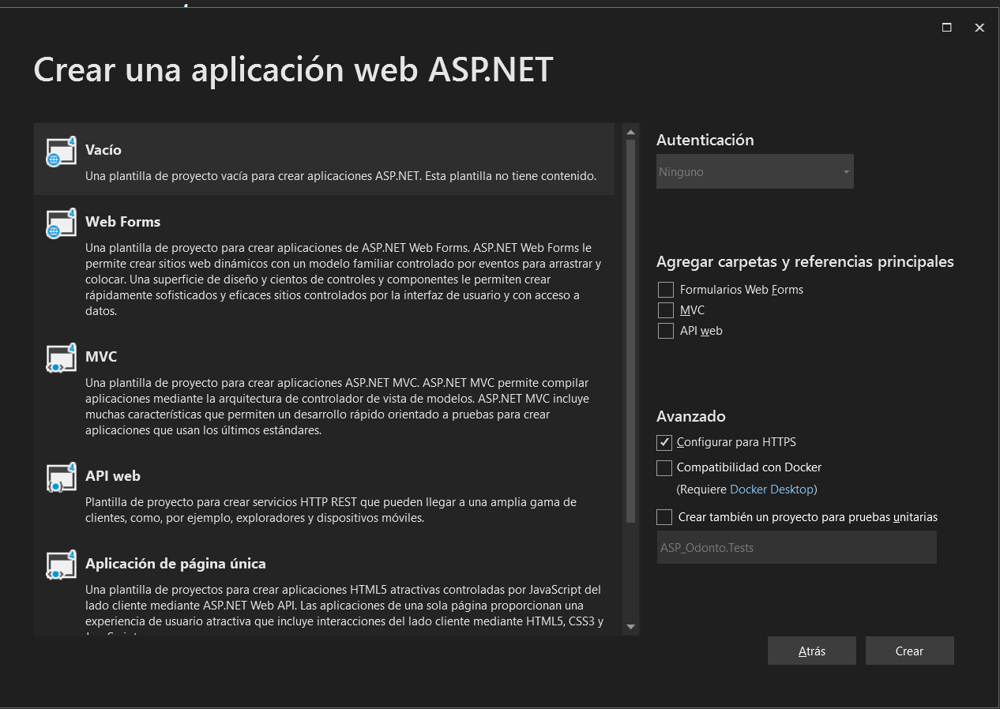 Crear una aplicación web ASP.NET
Vacío
Una plantilla de proyecto vacía para crear aplicaciones ASP.NET. Esta plantilla no tiene contenido.
Web Forms
Una plantilla de proyecto para crear aplicaciones de ASP.NET Web Forms. ASP.NET Web Forms le
permite crear sitios web dinámicos con un modelo familiar controlado por eventos para arrastrar y
colocar. Una superficie de diseño y cientos de controles y componentes le permiten crear
rápidamente sofisticados y eficaces sitios controlados por la interfaz de usuario y con acceso a
datos.
MVC
Una plantilla de proyecto para crear aplicaciones ASP.NET MVC. ASP.NET MVC permite compilar
aplicaciones mediante la arquitectura de controlador de vista de modelos. ASP.NET MVC incluye
muchas características que permiten un desarrollo rápido orientado a pruebas para crear
aplicaciones que usan los últimos estándares.
API web
Plantilla de proyecto para crear servicios HTTP REST que pueden llegar a una amplia gama de
clientes, como, por ejemplo, exploradores y dispositivos móviles.
Aplicación de página única
Una plantilla de proyectos para crear aplicaciones HTML5 atractivas controladas por JavaScript del
lado cliente mediante ASP.NET Web API. Las aplicaciones de una sola página proporcionan una
experiencia de usuario atractiva que incluye interacciones del lado cliente mediante HTML5, CSS3 y
Autenticación
Ninguno
Agregar carpetas y referencias principales
Formularios Web Forms
MVC
API web
Avanzado
Configurar para HTTPS
Compatibilidad con Docker
(Requiere Docker Desktop)
Crear también un proyecto para pruebas unitarias
ASP_Odonto.Tests
Atrás
Crear